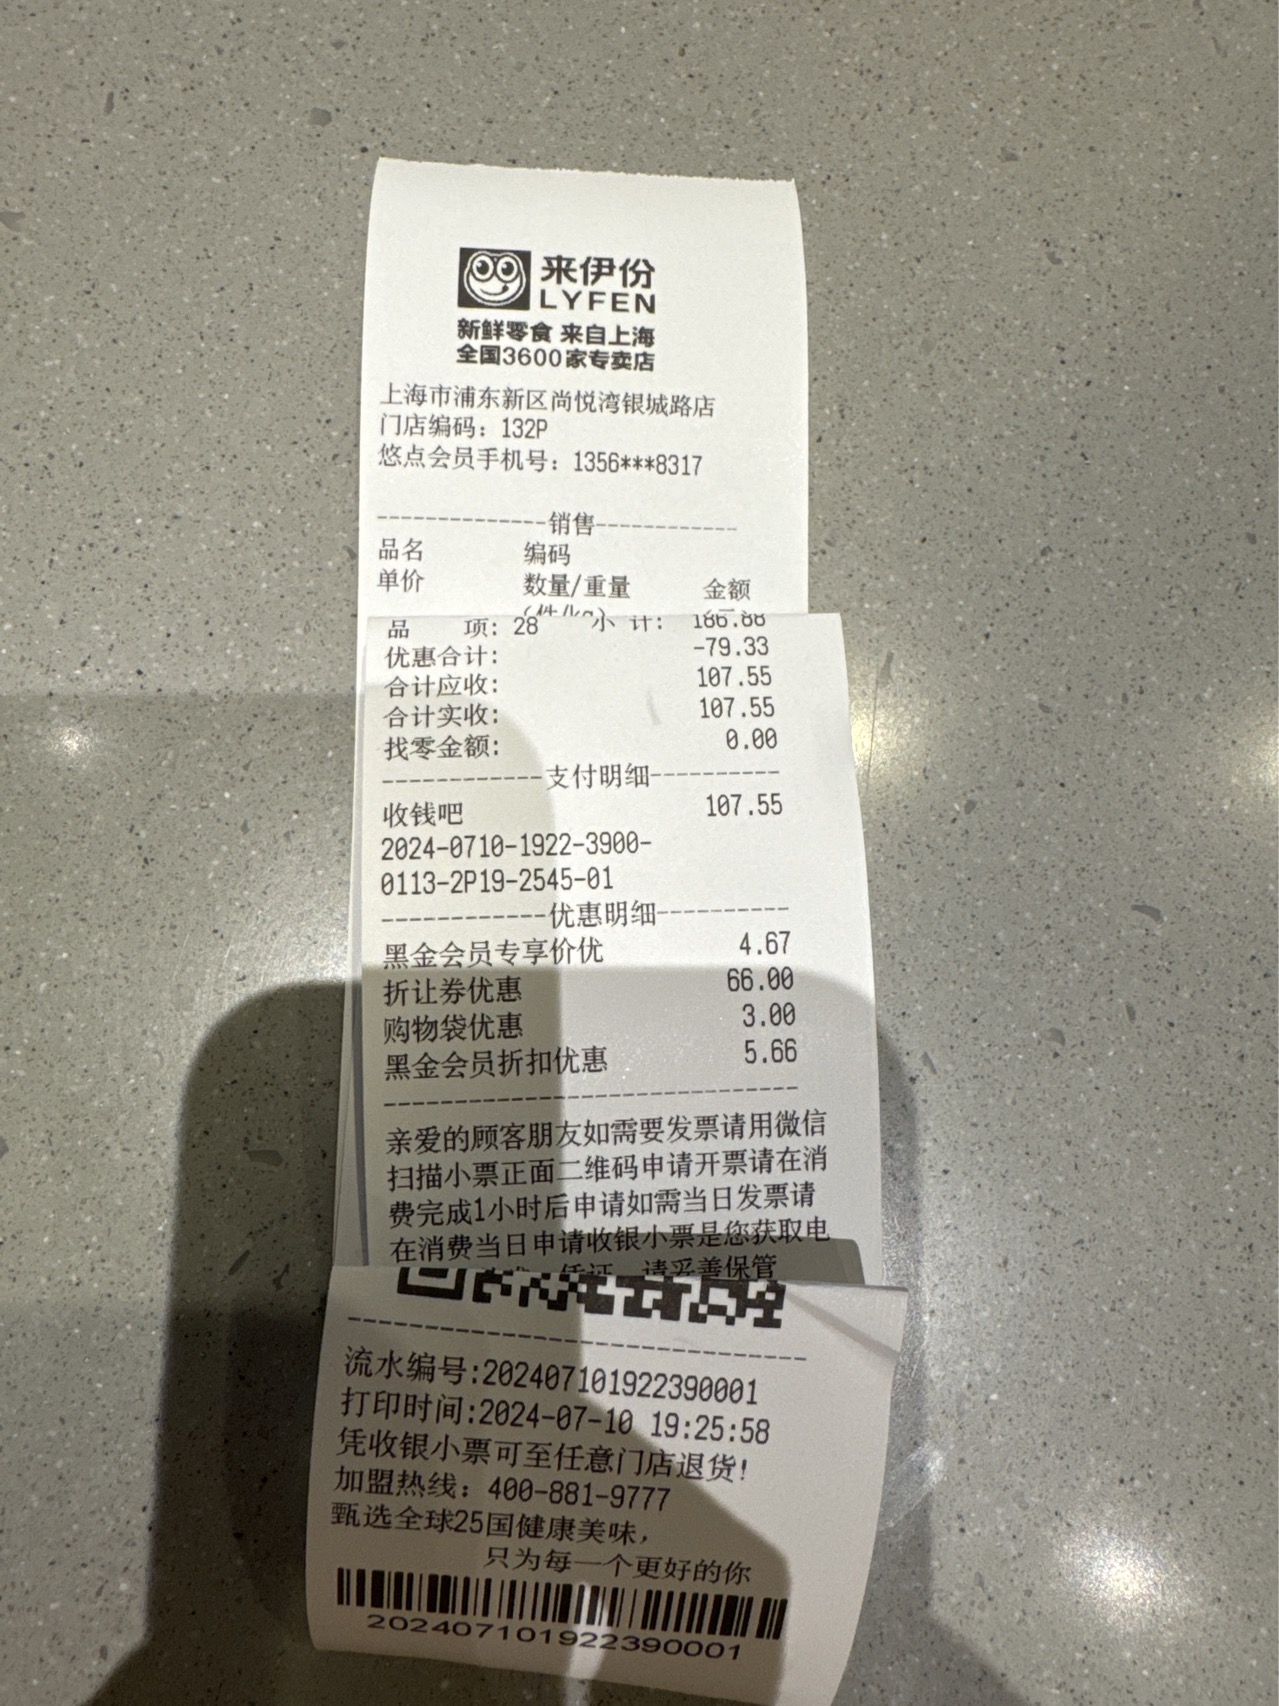 来伊份
LYFEN
新鲜零食 来自上海
全国3600家专卖店
上海市浦东新区尚悦湾银城路店
门店编码：132P
悠点会员手机号：1356***8317
--------------销售------------
品名 编码
单价 数量/重量 金额
品 项: 28 小 计: 186.88
优惠合计: -79.33
合计应收: 107.55
合计实收: 107.55
找零金额: 0.00
------------支付明细----------
收钱吧 107.55
2024-0710-1922-3900-
0113-2P19-2545-01
------------优惠明细----------
黑金会员专享价优 4.67
折让券优惠 66.00
购物袋优惠 3.00
黑金会员折扣优惠 5.66
--------------------------------
亲爱的顾客朋友如需要发票请用微信
扫描小票正面二维码申请开票请在消
费完成1小时后申请如需当日发票请
在消费当日申请收银小票是您获取电
凭证，请妥善保管
--------------------------------
流水编号:202407101922390001
打印时间:2024-07-10 19:25:58
凭收银小票可至任意门店退货!
加盟热线：400-881-9777
甄选全球25国健康美味，
只为每一个更好的你
202407101922390001